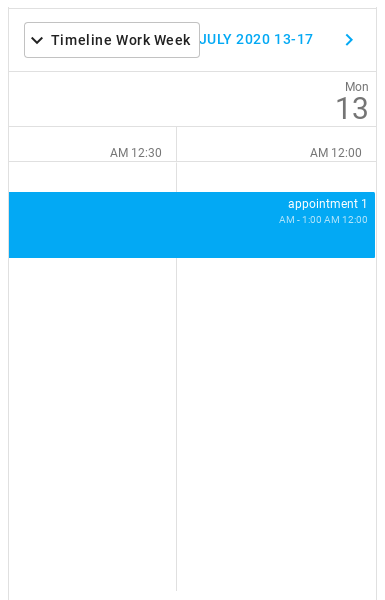 Timeline Work Week
JULY 2020 13-17
Mon
13
AM 12:30
AM 12:00
appointment 1
AM - 1:00 AM 12:00